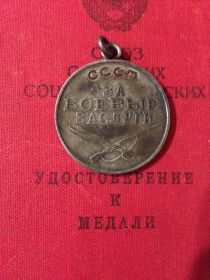 СОЮЗ
СССР
ЗА
БОЕВЫЕ
ЗАСЛУГИ
УДОСТОВЕРЕНИЕ
К
МЕДАЛИ